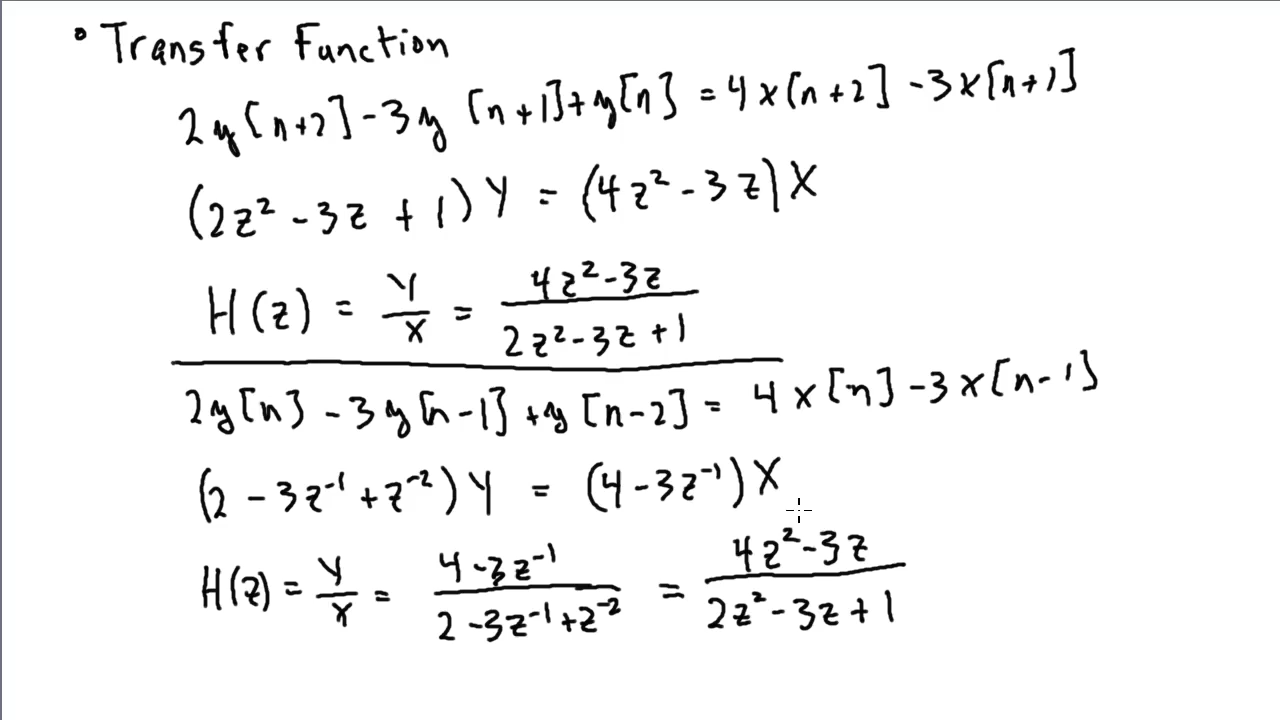 • Transfer Function
2y[n+2] - 3y[n+1] + y[n] = 4x[n+2] - 3x[n+1]
(2z² - 3z + 1)Y = (4z² - 3z)X
H(z) = Y/X = (4z² - 3z)/(2z² - 3z + 1)
2y[n] - 3y[n-1] + y[n-2] = 4x[n] - 3x[n-1]
(2 - 3z⁻¹ + z⁻²)Y = (4 - 3z⁻¹)X
H(z) = Y/X = (4 - 3z⁻¹)/(2 - 3z⁻¹ + z⁻²) = (4z² - 3z)/(2z² - 3z + 1)